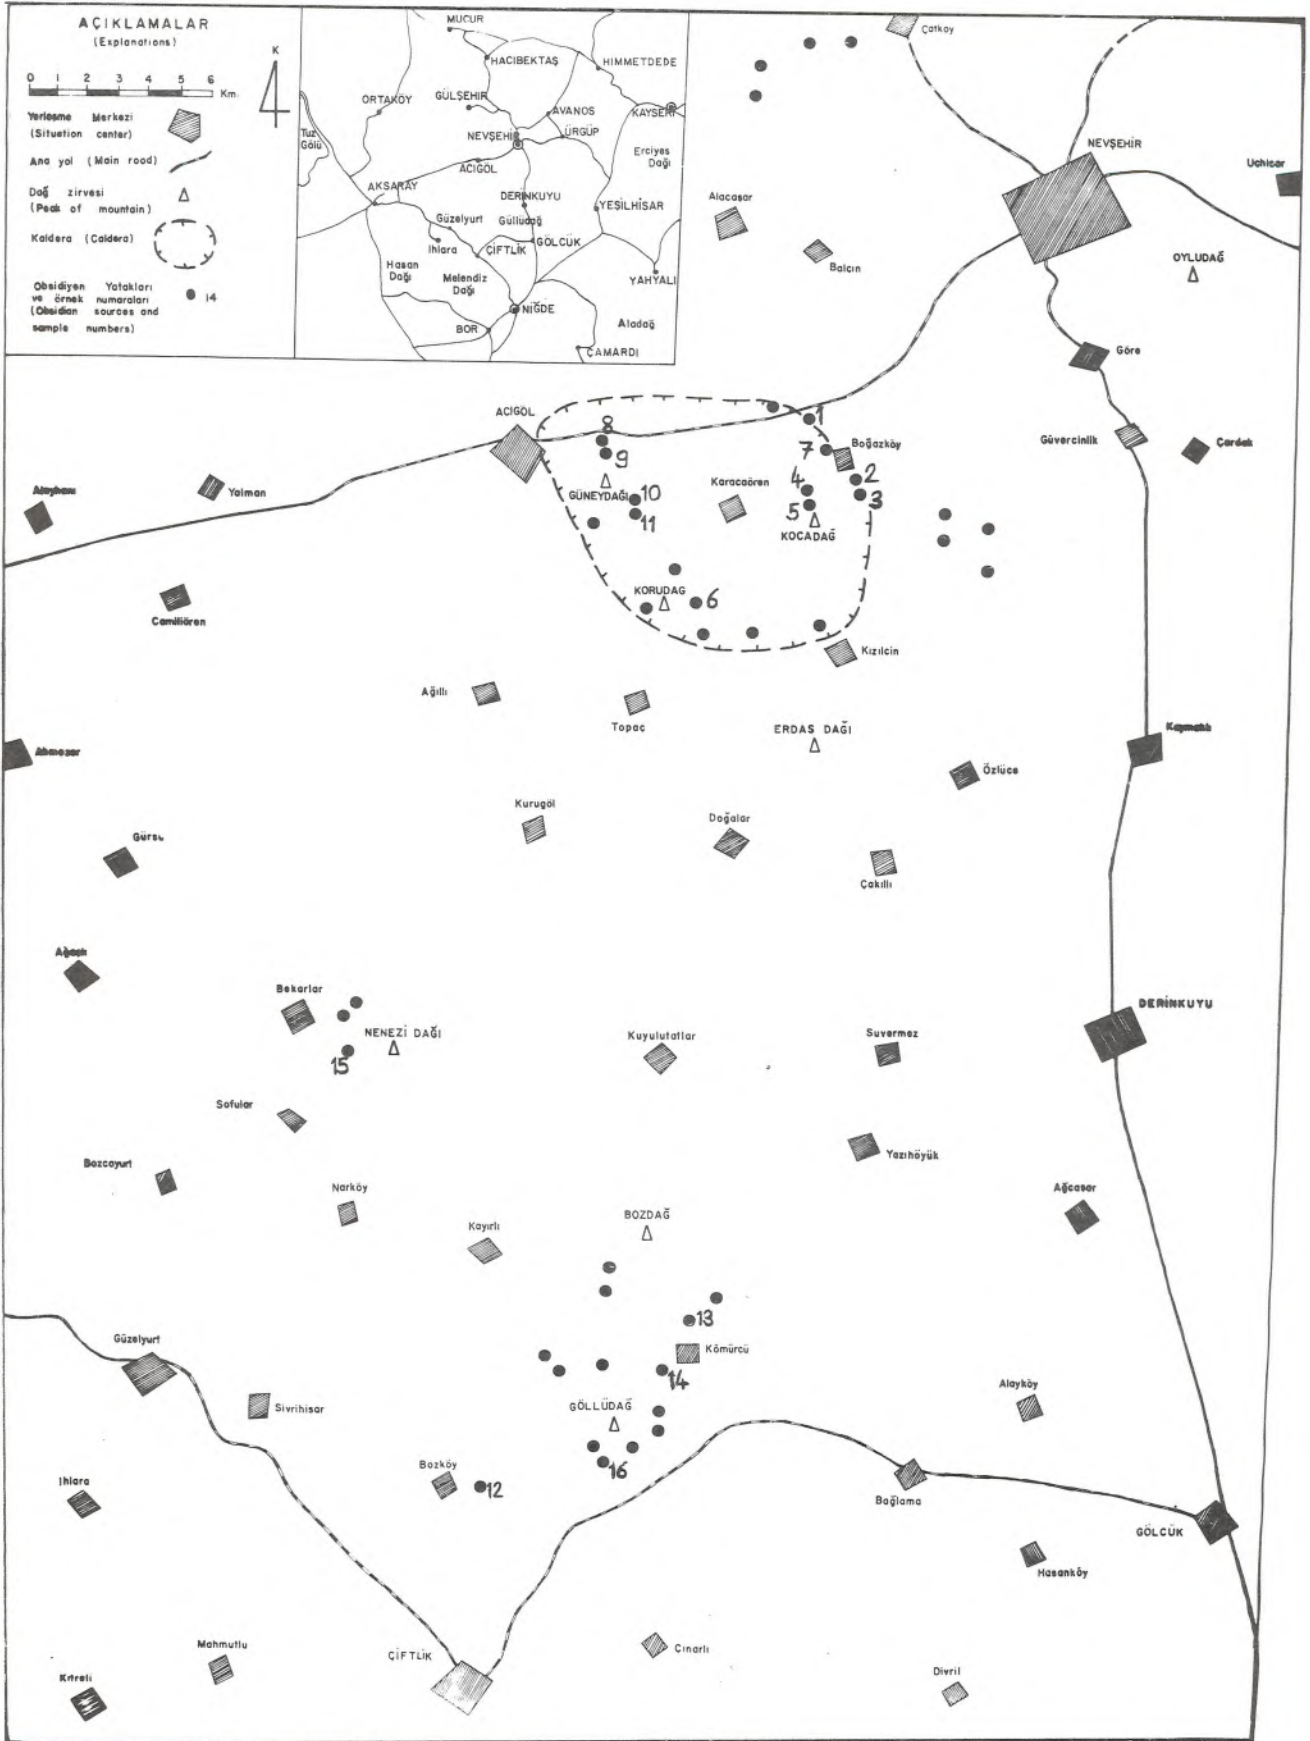 AÇIKLAMALAR
(Explanations)
K
0 1 2 3 4 5 6 Km.
Yerleşme Merkezi
(Situation center)
Ana yol (Main road)
Dağ zirvesi
(Peak of mountain)
Kaldera (Caldera)
Obsidiyen Yatakları
ve örnek numaraları
(Obsidian sources and
sample numbers)
14
MUCUR
HACIBEKTAŞ
HIMMETDEDE
ORTAKÖY
GÜLŞEHİR
AVANOS
KAYSERİ
Tuz
Gölü
NEVŞEHİ
ÜRGÜP
Erciyes
Dağı
ACIGÖL
AKSARAY
DERINKUYU
YEŞİLHİSAR
Güzelyurt
Güllüdağ
Ihlara
ÇİFTLİK
GÖLCÜK
Hasan
Dağı
Melendiz
Dağı
YAHYALI
NİĞDE
BOR
Aladağ
ÇAMARDI
Çatkoy
NEVŞEHİR
Uchisar
Alacasar
Balcın
OYLUDAĞ
Göre
ACIGÖL
8
1
Güvercinlik
Çardak
9
7
Boğazköy
GÜNEYDAĞI
Karacaören
4
2
10
5
3
11
KOCADAĞ
Yalman
Camiliören
KORUDAG
6
Kızılcin
Ağıllı
Topaç
ERDAS DAĞI
Özlüce
Kurugöl
Doğalar
Çakıllı
Bekarlar
NENEZİ DAĞI
15
Kuyulutatlar
Suvermez
DERİNKUYU
Sofular
Bozcayurt
Narköy
Yazıhöyük
Ağcasar
Kayırlı
BOZDAĞ
13
Kömürcü
Güzelyurt
14
Sivrihisar
GÖLLÜDAĞ
Alayköy
Ihlara
Bozköy
12
16
Bağlama
GÖLCÜK
Hasanköy
Mahmutlu
ÇİFTLİK
Çınarlı
Divril